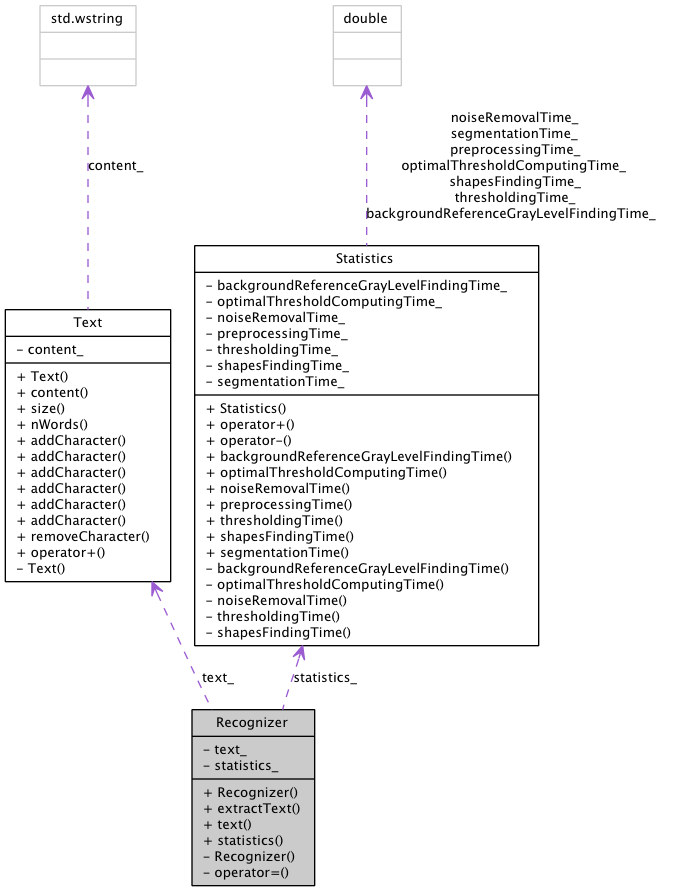 std.wstring
double
noiseRemovalTime_
segmentationTime_
preprocessingTime_
optimalThresholdComputingTime_
shapesFindingTime_
thresholdingTime_
backgroundReferenceGrayLevelFindingTime_
content_
Statistics
- backgroundReferenceGrayLevelFindingTime_
- optimalThresholdComputingTime_
- noiseRemovalTime_
- preprocessingTime_
- thresholdingTime_
- shapesFindingTime_
- segmentationTime_
+ Statistics()
+ operator+()
+ operator-()
+ backgroundReferenceGrayLevelFindingTime()
+ optimalThresholdComputingTime()
+ noiseRemovalTime()
+ preprocessingTime()
+ thresholdingTime()
+ shapesFindingTime()
+ segmentationTime()
- backgroundReferenceGrayLevelFindingTime()
- optimalThresholdComputingTime()
- noiseRemovalTime()
- thresholdingTime()
- shapesFindingTime()
Text
- content_
+ Text()
+ content()
+ size()
+ nWords()
+ addCharacter()
+ addCharacter()
+ addCharacter()
+ addCharacter()
+ addCharacter()
+ addCharacter()
+ removeCharacter()
+ operator+()
- Text()
text_
statistics_
Recognizer
- text_
- statistics_
+ Recognizer()
+ extractText()
+ text()
+ statistics()
- Recognizer()
- operator=()